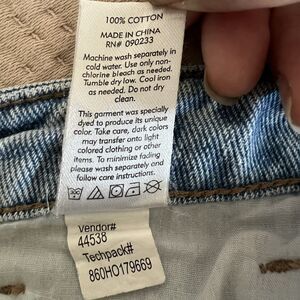 100% COTTON
MADE IN CHINA
RN# 090233
Machine wash separately in
cold water. Use only non-
chlorine bleach as needed.
Tumble dry low. Cool iron
as needed. Do not dry
clean.
This garment was specially
dyed to produce its unique
color. Take care, dark colors
may transfer onto light
colored clothing or other
items. To minimize fading
please separately wash and
follow care instructions.
Vendor#
44538
Techpack#
860HO179669